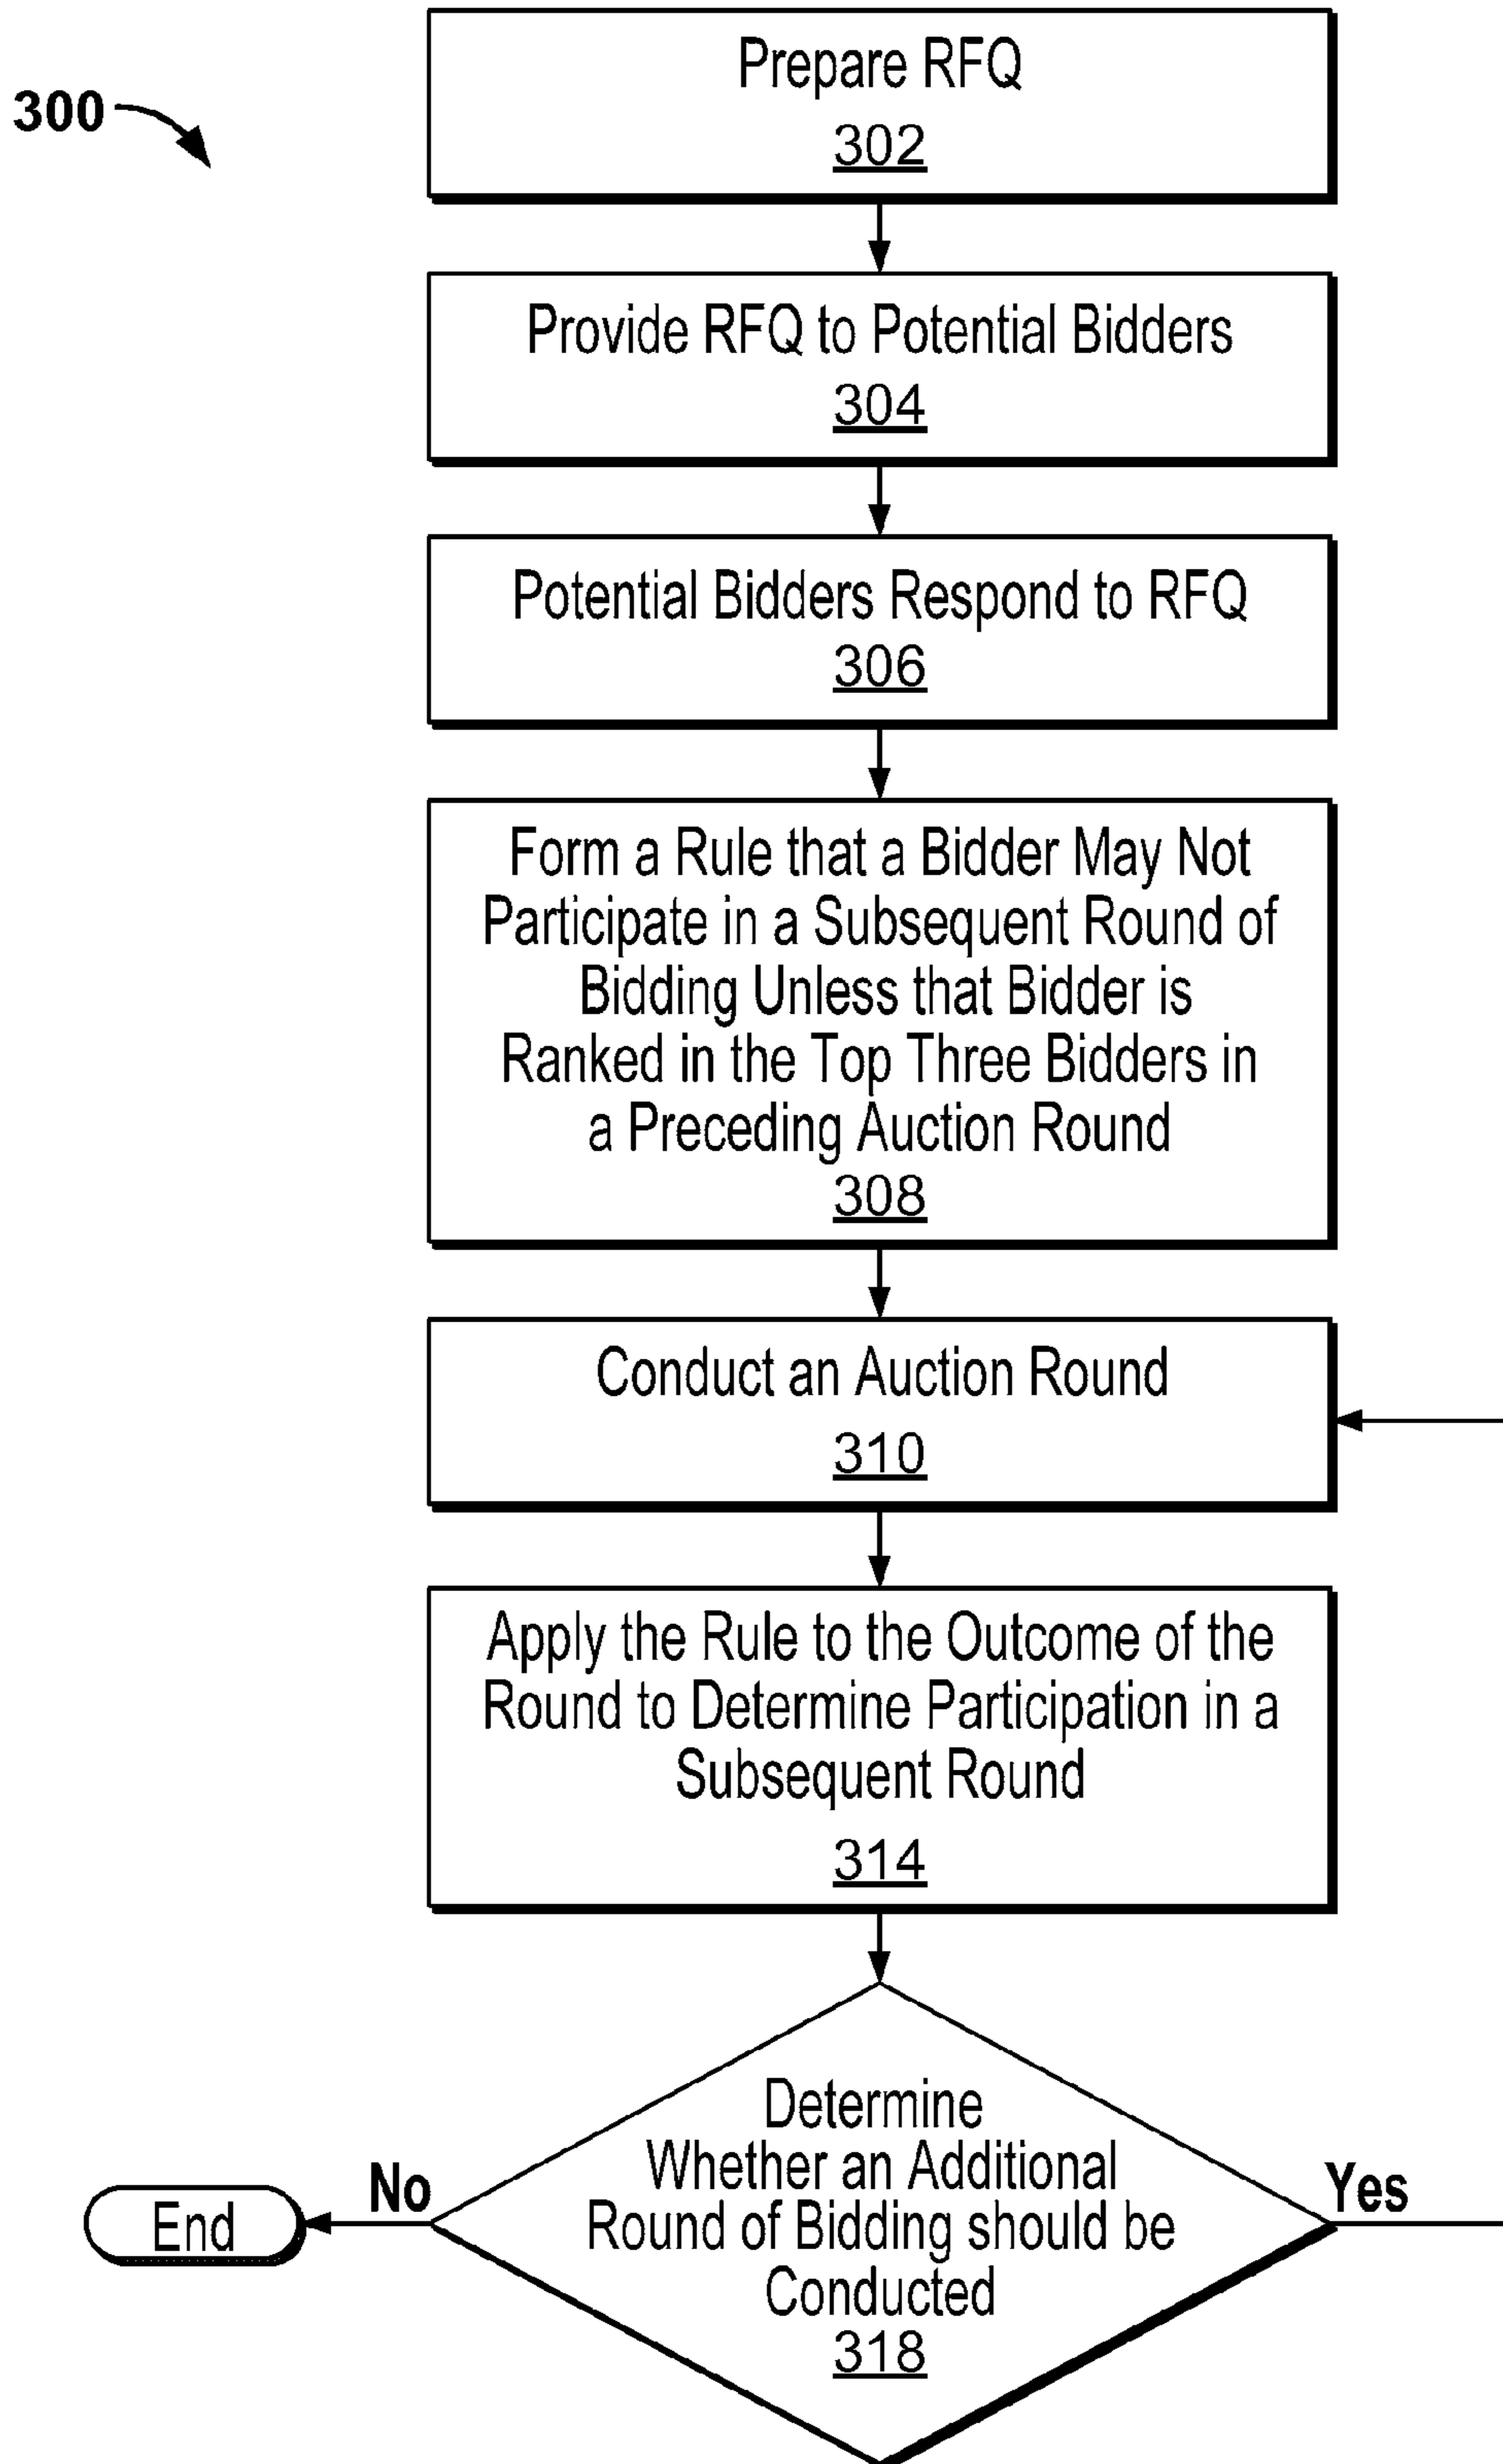 Prepare RFQ
302
300
Provide RFQ to Potential Bidders
304
Potential Bidders Respond to RFQ
306
Form a Rule that a Bidder May Not
Participate in a Subsequent Round of
Bidding Unless that Bidder is
Ranked in the Top Three Bidders in
a Preceding Auction Round
308
Conduct an Auction Round
310
Apply the Rule to the Outcome of the
Round to Determine Participation in a
Subsequent Round
314
Determine
Whether an Additional
Round of Bidding should be
Conducted
318
No
End
Yes